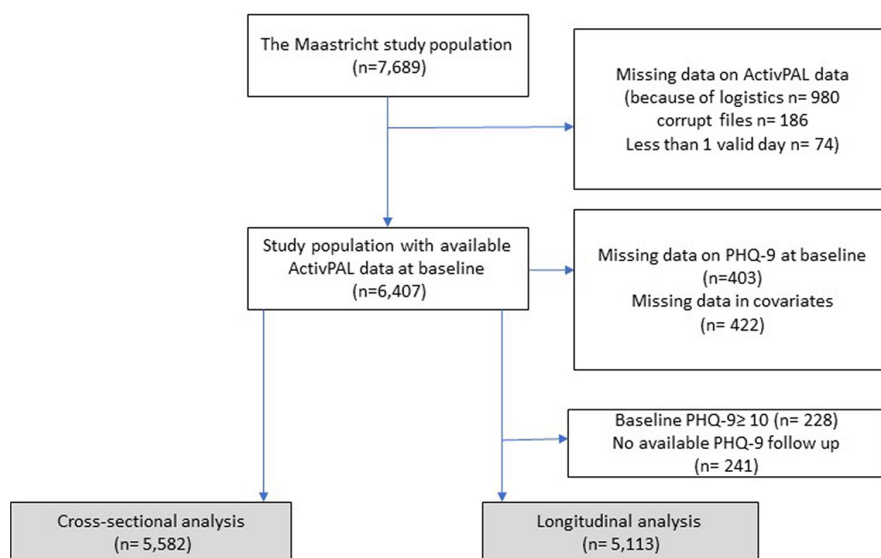 The Maastricht study population
(n=7,689)
Missing data on ActivPAL data
(because of logistics n= 980
corrupt files n= 186
Less than 1 valid day n= 74)
Study population with available
ActivPAL data at baseline
(n=6,407)
Missing data on PHQ-9 at baseline
(n=403)
Missing data in covariates
(n= 422)
Baseline PHQ-9≥ 10 (n= 228)
No available PHQ-9 follow up
(n= 241)
Cross-sectional analysis
(n= 5,582)
Longitudinal analysis
(n= 5,113)